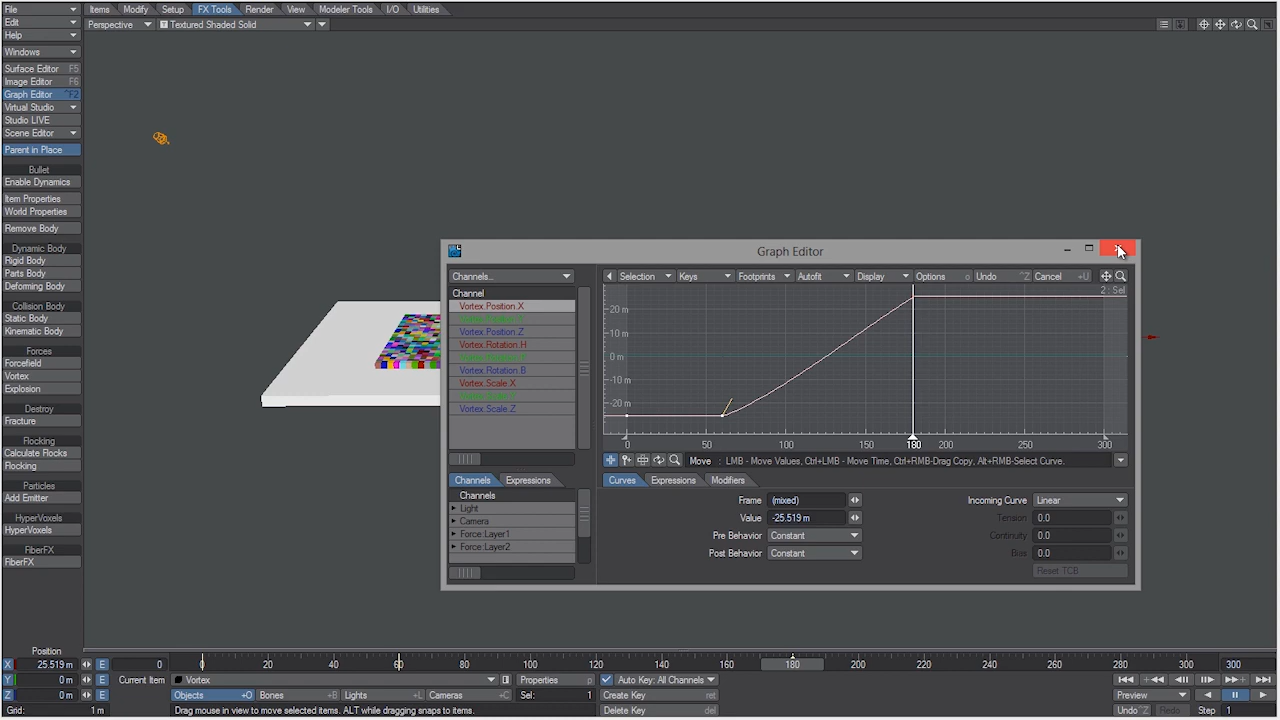 File Items Modify Setup FX Tools Render View Modeler Tools I/O Utilities
Edit Perspective Textured Shaded Solid
Help
Windows
Surface Editor F5
Image Editor F6
Graph Editor ^F2
Virtual Studio
Studio LIVE
Scene Editor
Parent in Place
Bullet
Enable Dynamics
Item Properties
World Properties
Remove Body
Dynamic Body
Rigid Body
Parts Body
Deforming Body
Collision Body
Static Body
Kinematic Body
Forces
Forcefield
Vortex
Explosion
Destroy
Fracture
Flocking
Calculate Rocks
Flocking
Particles
Add Emitter
HyperVoxels
HyperVoxels
FiberFX
FiberFX
Graph Editor
Channels... Selection Keys Footprints Autofit Display Options o Undo ^Z Cancel +U
Channel 2 : Sel
Vortex.Position.X
Vortex.Position.Z
Vortex.Rotation.H
Vortex.Rotation.B
Vortex.Scale.X
Vortex.Scale.Z
20 m
10 m
0 m
-10 m
-20 m
0 50 100 150 180 200 250 300
Move : LMB - Move Values, Ctrl+LMB - Move Time, Ctrl+RMB-Drag Copy, Alt+RMB-Select Curve.
Channels Expressions Curves Expressions Modifiers
Channels
Light
Camera
Force:Layer1
Force:Layer2
Frame (mixed) Incoming Curve Linear
Value -25.519 m Tension 0.0
Pre Behavior Constant Continuity 0.0
Post Behavior Constant Bias 0.0
Reset TCB
Position
X 25.519 m E 0 0 20 40 60 80 100 120 140 160 180 200 220 240 260 280 300 300
Y 0 m E Current Item Vortex Properties p Auto Key: All Channels
Z 0 m E Objects +O Bones +B Lights +L Cameras +C Sel: 1 Create Key ret Preview
Grid: 1 m Drag mouse in view to move selected items. ALT while dragging snaps to items. Delete Key del Undo ^Z Redo Step 1